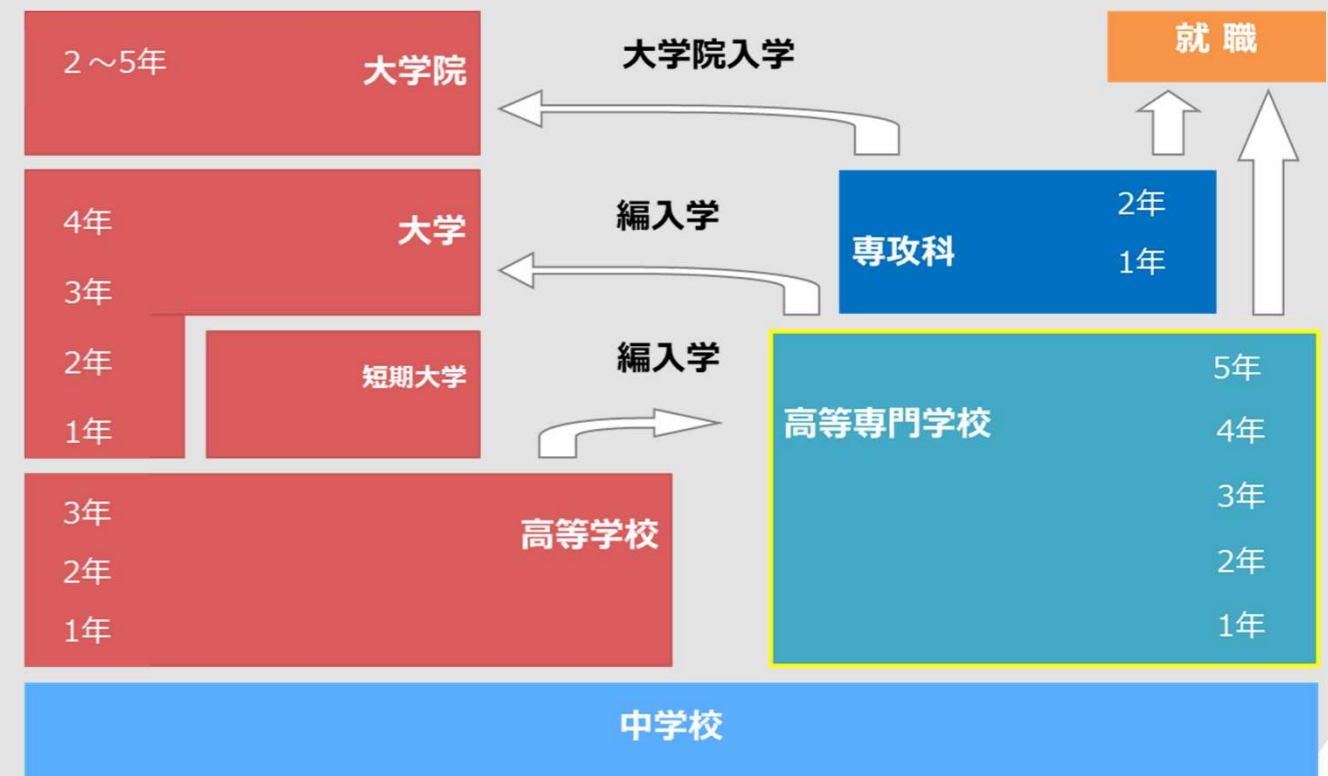 2～5年
大学院
大学院入学
就 職
4年
大学
3年
2年
1年
編入学
専攻科
2年
1年
短期大学
編入学
高等専門学校
5年
4年
3年
2年
1年
3年
高等学校
2年
1年
中学校